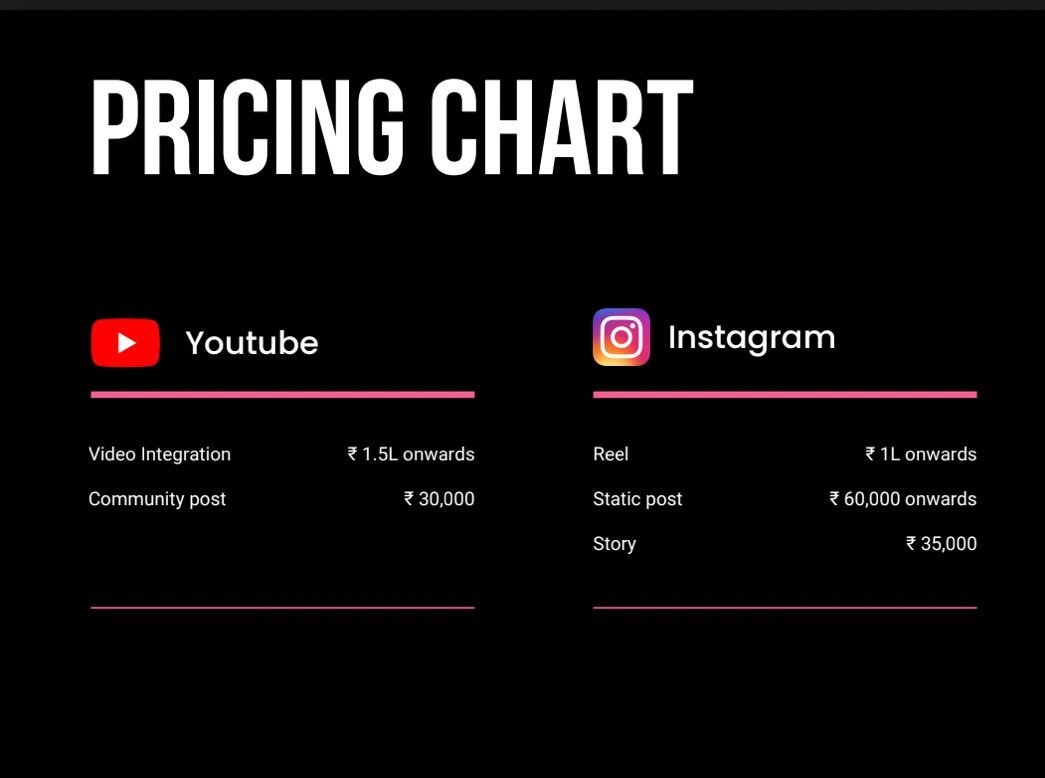 PRICING CHART
Youtube
Video Integration ₹ 1.5L onwards
Community post ₹ 30,000
Instagram
Reel ₹ 1L onwards
Static post ₹ 60,000 onwards
Story ₹ 35,000